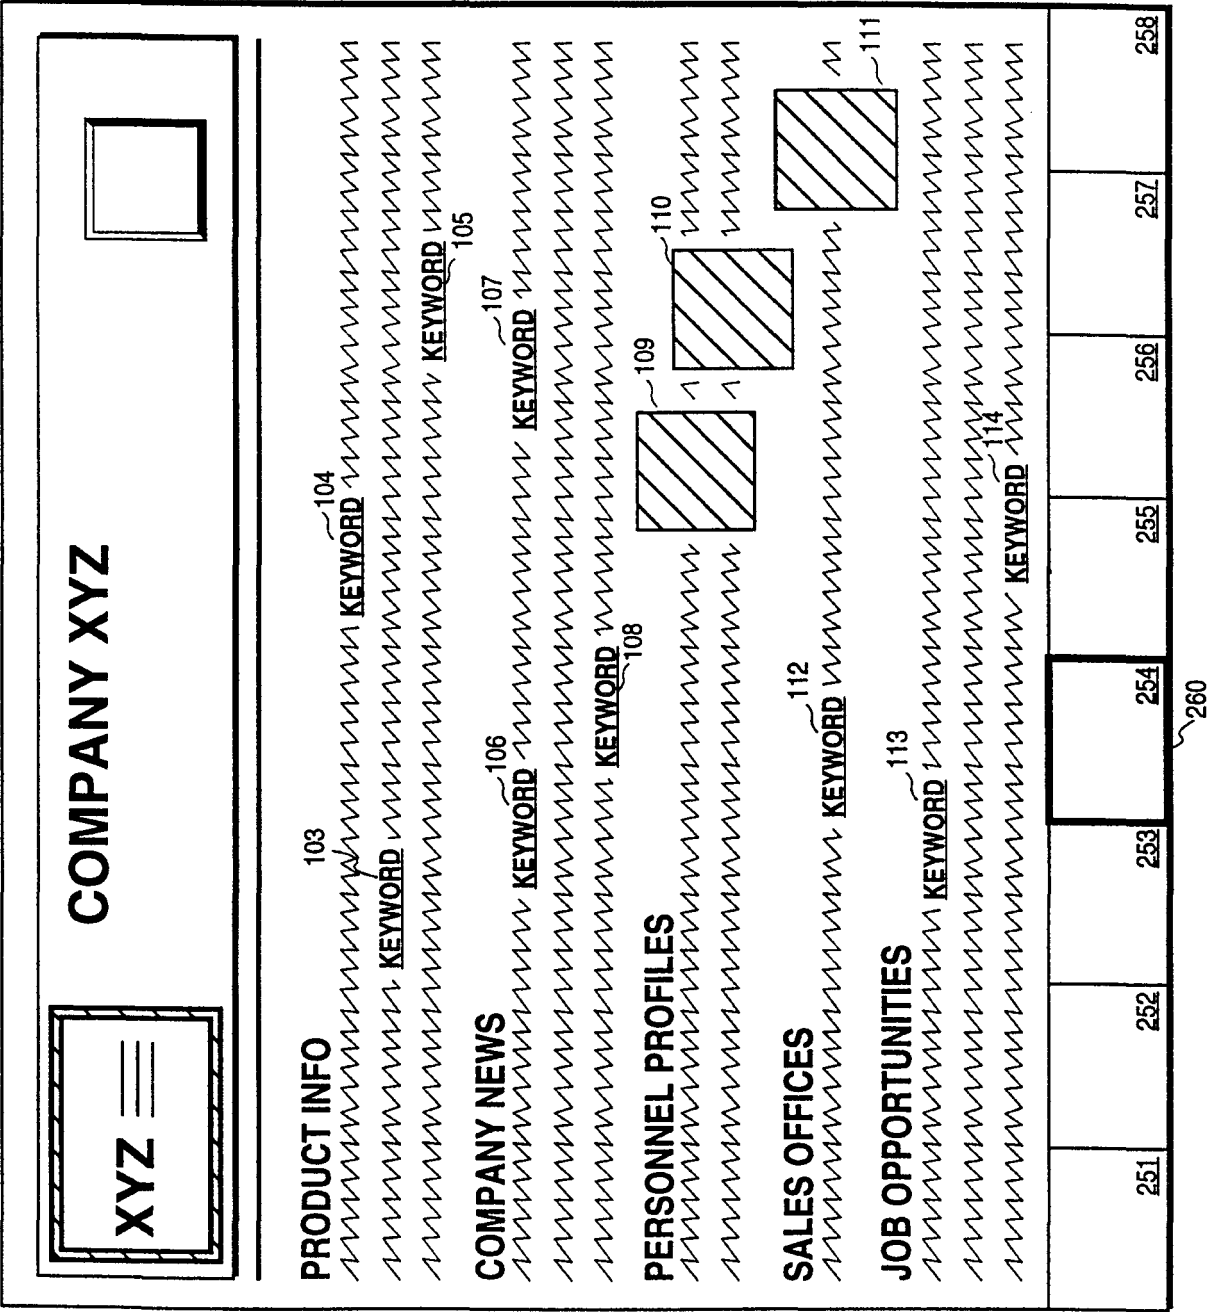 XYZ
COMPANY XYZ
PRODUCT INFO
104
KEYWORD
103
KEYWORD
KEYWORD
105
COMPANY NEWS
106
107
KEYWORD
KEYWORD
KEYWORD
108
PERSONNEL PROFILES
109
110
SALES OFFICES
111
112
KEYWORD
JOB OPPORTUNITIES
113
KEYWORD
114
KEYWORD
251 252 253 254 255 256 257 258
260